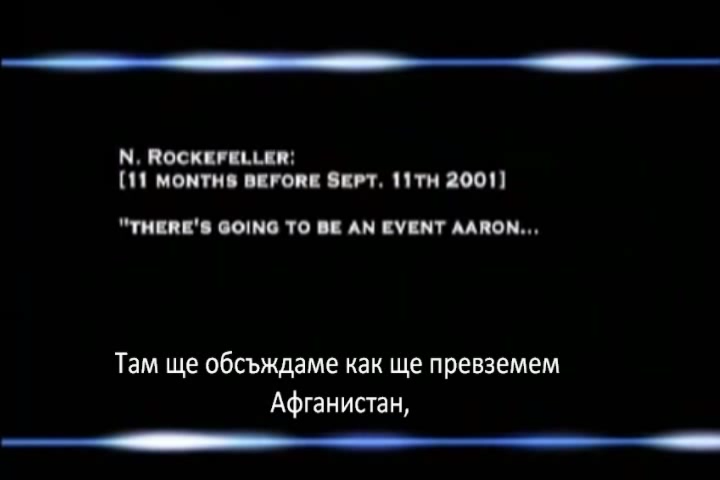 N. Rockefeller:
[11 months before Sept. 11th 2001]
"there's going to be an event Aaron...
Там ще обсъждаме как ще превземем
Афганистан,